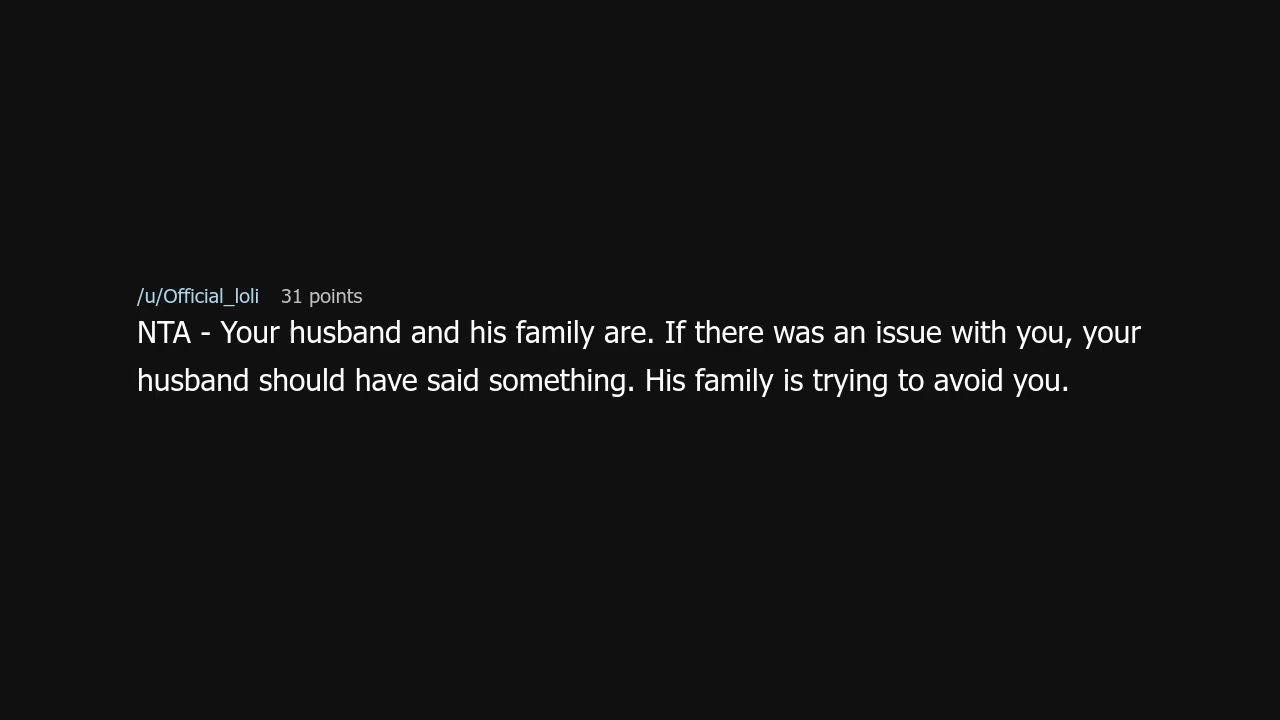 /u/Official_loli 31 points
NTA - Your husband and his family are. If there was an issue with you, your
husband should have said something. His family is trying to avoid you.